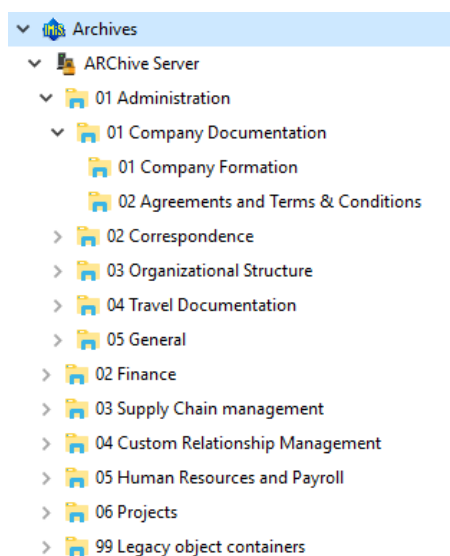 IMiS Archives
ARChive Server
01 Administration
01 Company Documentation
01 Company Formation
02 Agreements and Terms & Conditions
02 Correspondence
03 Organizational Structure
04 Travel Documentation
05 General
02 Finance
03 Supply Chain management
04 Custom Relationship Management
05 Human Resources and Payroll
06 Projects
99 Legacy object containers